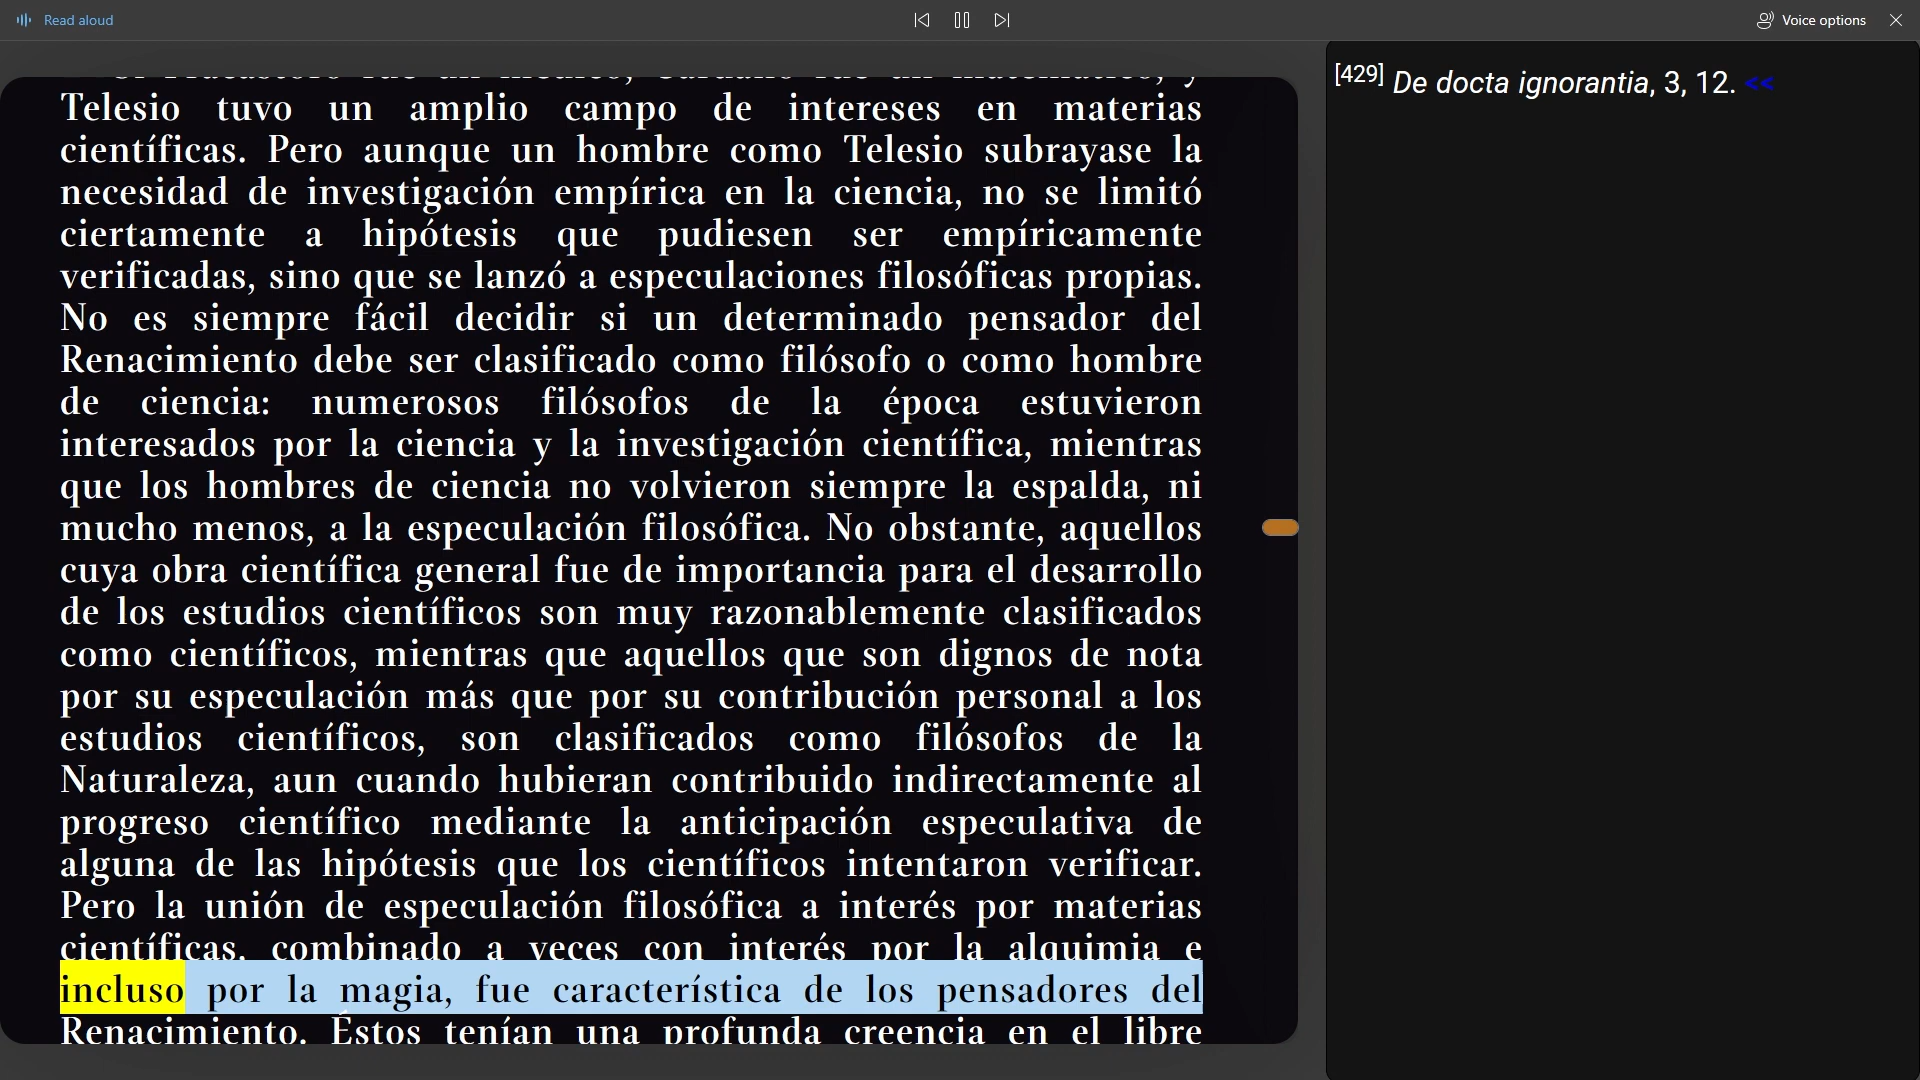 Read aloud
Voice options
Telesio tuvo un amplio campo de intereses en materias
científicas. Pero aunque un hombre como Telesio subrayase la
necesidad de investigación empírica en la ciencia, no se limitó
ciertamente a hipótesis que pudiesen ser empíricamente
verificadas, sino que se lanzó a especulaciones filosóficas propias.
No es siempre fácil decidir si un determinado pensador del
Renacimiento debe ser clasificado como filósofo o como hombre
de ciencia: numerosos filósofos de la época estuvieron
interesados por la ciencia y la investigación científica, mientras
que los hombres de ciencia no volvieron siempre la espalda, ni
mucho menos, a la especulación filosófica. No obstante, aquellos
cuya obra científica general fue de importancia para el desarrollo
de los estudios científicos son muy razonablemente clasificados
como científicos, mientras que aquellos que son dignos de nota
por su especulación más que por su contribución personal a los
estudios científicos, son clasificados como filósofos de la
Naturaleza, aun cuando hubieran contribuido indirectamente al
progreso científico mediante la anticipación especulativa de
alguna de las hipótesis que los científicos intentaron verificar.
Pero la unión de especulación filosófica a interés por materias
científicas, combinado a veces con interés por la alquimia e
incluso por la magia, fue característica de los pensadores del
Renacimiento. Éstos tenían una profunda creencia en el libre
[429] De docta ignorantia, 3, 12. <<